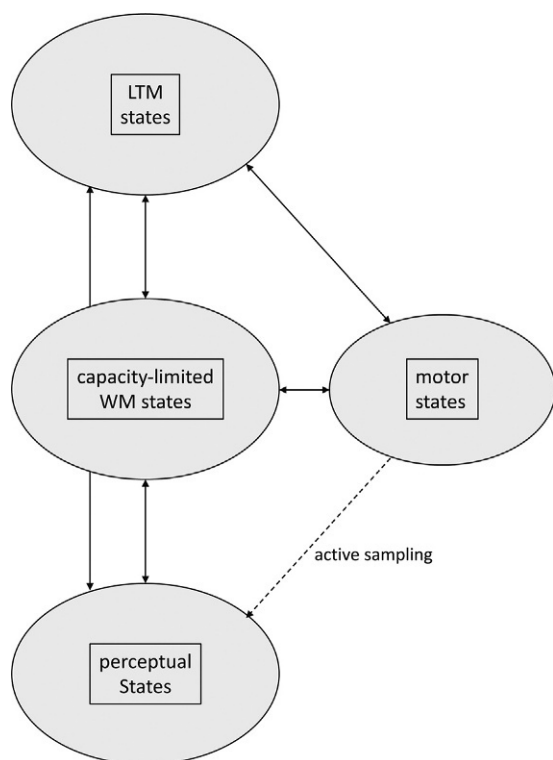 LTM
states
capacity-limited
WM states
motor
states
active sampling
perceptual
States